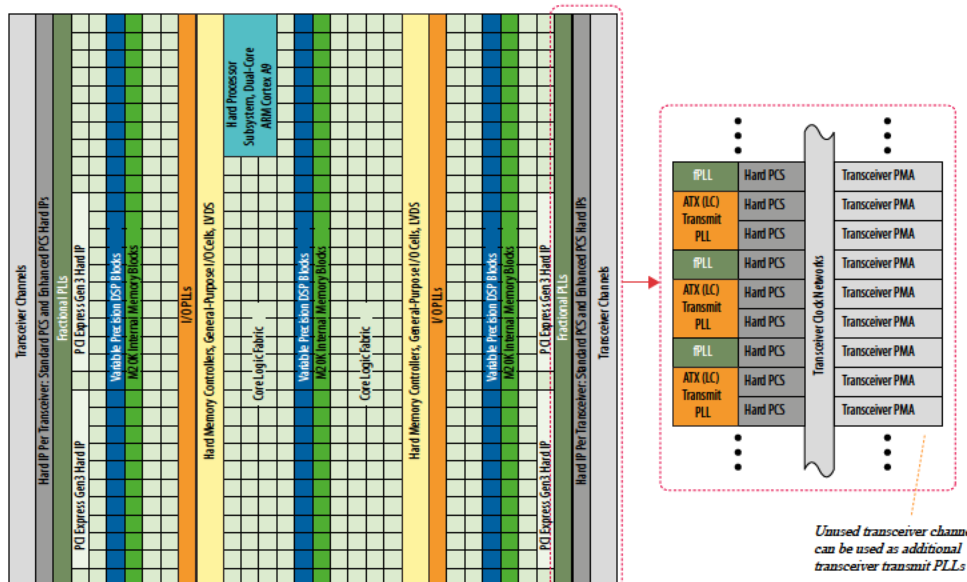 Transceiver Channels
Hard IP Per Transceiver: Standard PCS and Enhanced PCS Hard IPs
Fractional PLLs
PCI Express Gen3 Hard IP
PCI Express Gen3 Hard IP
Variable Precision DSP Blocks
M20K Internal Memory Blocks
I/O PLLs
Hard Memory Controllers, General-Purpose I/O Cells, LVDS
Hard Processor
Subsystem, Dual-Core
ARM Cortex A9
Core Logic Fabric
Variable Precision DSP Blocks
M20K Internal Memory Blocks
Core Logic Fabric
Hard Memory Controllers, General-Purpose I/O Cells, LVDS
I/O PLLs
Variable Precision DSP Blocks
M20K Internal Memory Blocks
PCI Express Gen3 Hard IP
PCI Express Gen3 Hard IP
Fractional PLLs
Hard IP Per Transceiver: Standard PCS and Enhanced PCS Hard IPs
Transceiver Channels
fPLL
ATX (LC)
Transmit
PLL
fPLL
ATX (LC)
Transmit
PLL
fPLL
ATX (LC)
Transmit
PLL
Hard PCS
Hard PCS
Hard PCS
Hard PCS
Hard PCS
Hard PCS
Hard PCS
Hard PCS
Hard PCS
Transceiver Clock Networks
Transceiver PMA
Transceiver PMA
Transceiver PMA
Transceiver PMA
Transceiver PMA
Transceiver PMA
Transceiver PMA
Transceiver PMA
Transceiver PMA
Unused transceiver
can be used as additional
transceiver transmit PLLs